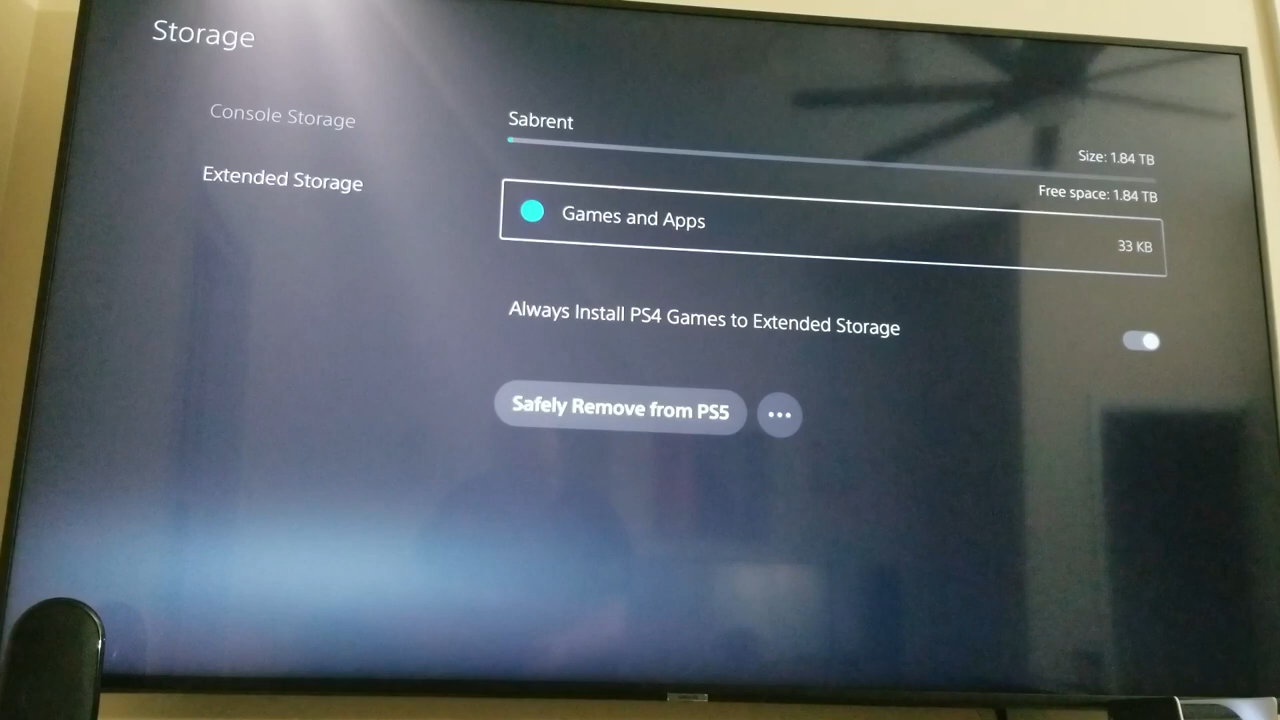 Storage
Console Storage
Extended Storage
Sabrent
Size: 1.84 TB
Free space: 1.84 TB
Games and Apps
33 KB
Always Install PS4 Games to Extended Storage
Safely Remove from PS5